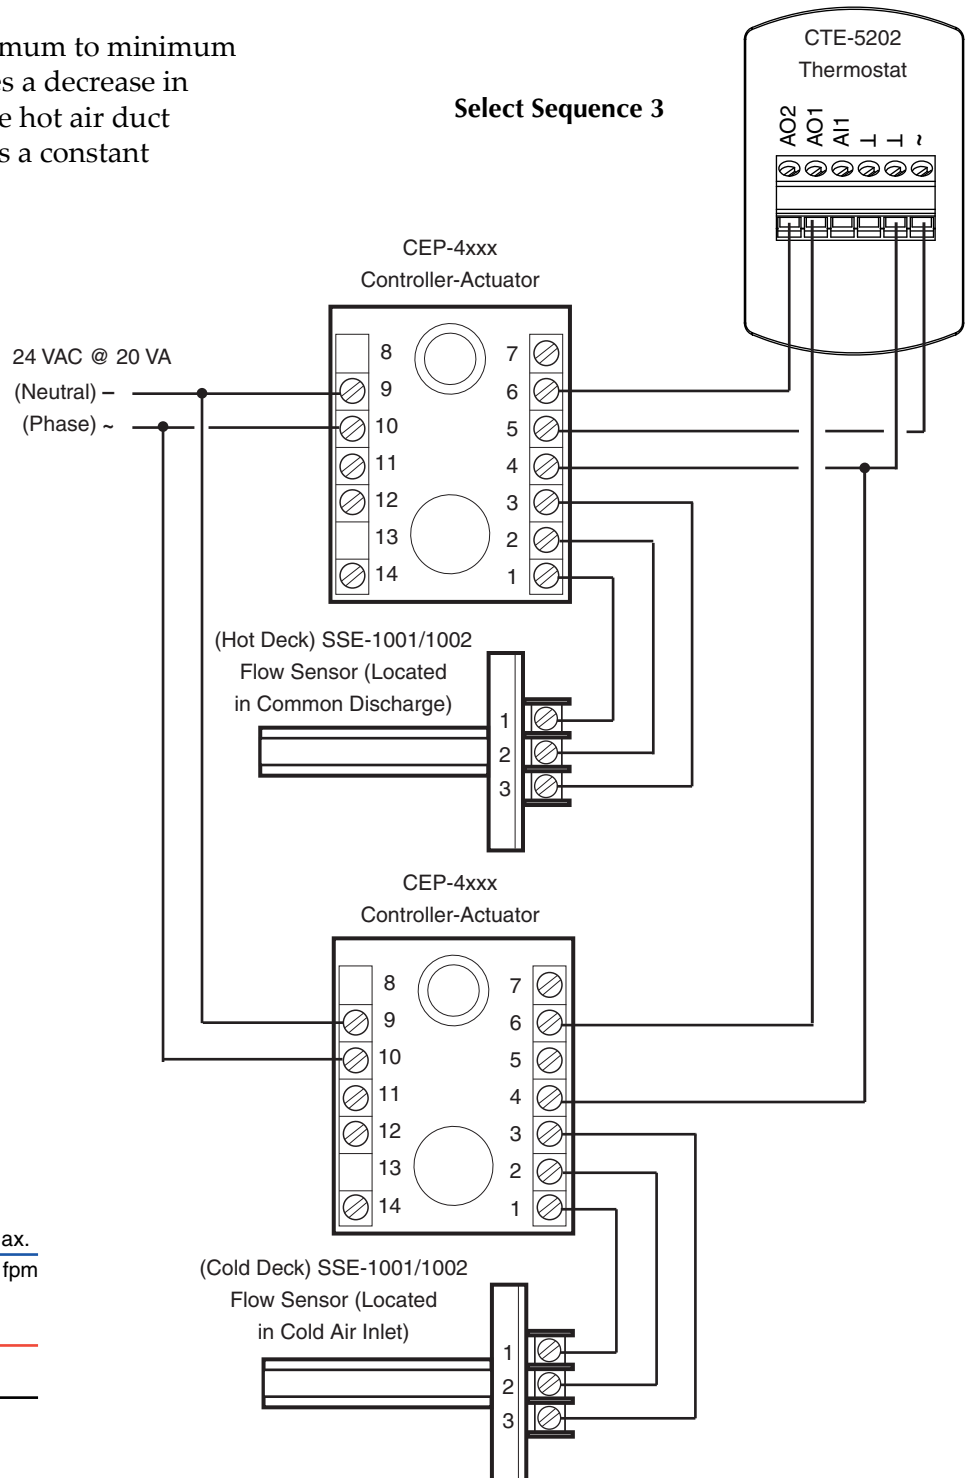 mum to minimum
s a decrease in
e hot air duct
s a constant
Select Sequence 3
CTE-5202
Thermostat
AO2
AO1
AI1
⊥
⊥
~
CEP-4xxx
Controller-Actuator
24 VAC @ 20 VA
(Neutral) –
(Phase) ~
8
9
10
11
12
13
14
7
6
5
4
3
2
1
(Hot Deck) SSE-1001/1002
Flow Sensor (Located
in Common Discharge)
1
2
3
CEP-4xxx
Controller-Actuator
8
9
10
11
12
13
14
7
6
5
4
3
2
1
ax.
fpm
(Cold Deck) SSE-1001/1002
Flow Sensor (Located
in Cold Air Inlet)
1
2
3